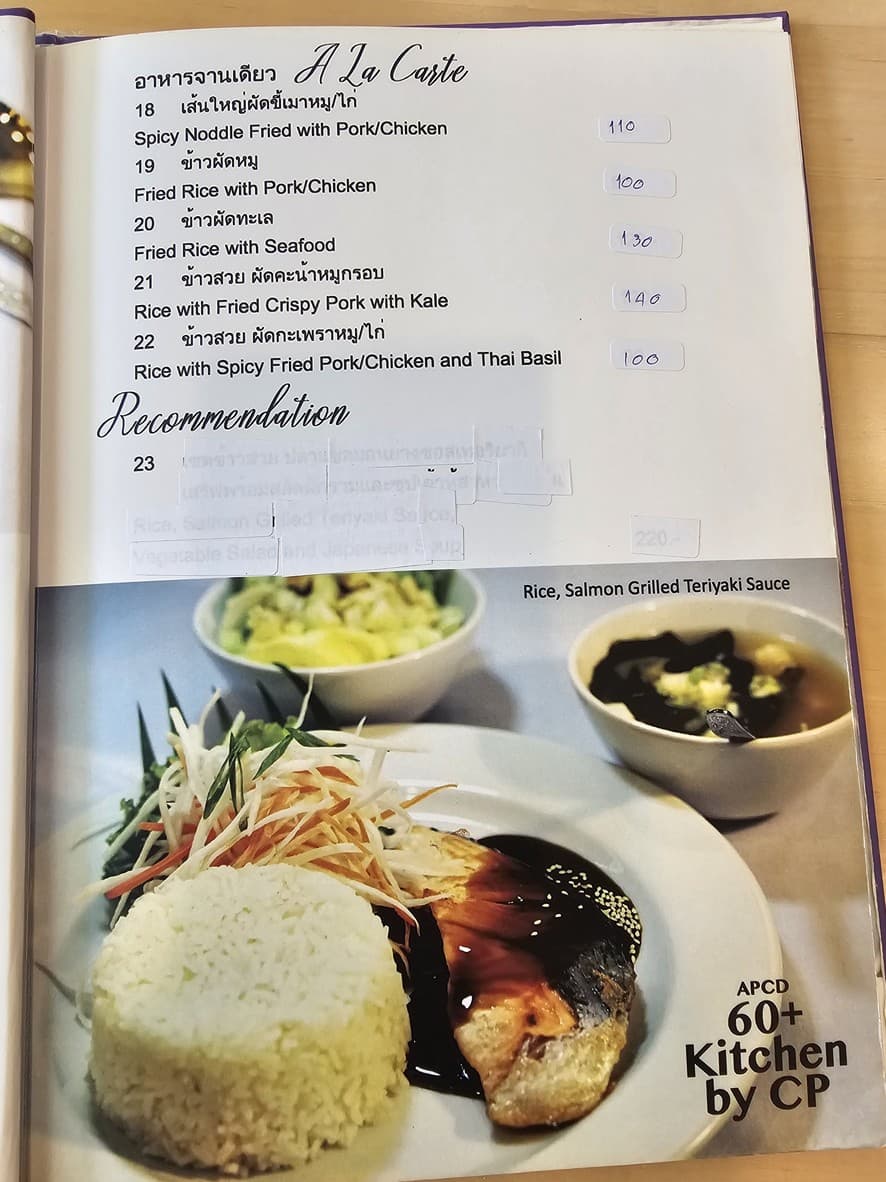 อาหารจานเดียว A La Carte
18 เส้นใหญ่ผัดขี้เมาหมู/ไก่
Spicy Noddle Fried with Pork/Chicken 110
19 ข้าวผัดหมู
Fried Rice with Pork/Chicken 100
20 ข้าวผัดทะเล
Fried Rice with Seafood 130
21 ข้าวสวย ผัดคะน้าหมูกรอบ
Rice with Fried Crispy Pork with Kale 140
22 ข้าวสวย ผัดกะเพราหมู/ไก่
Rice with Spicy Fried Pork/Chicken and Thai Basil 100
Recommendation
23
Rice, Salmon Grilled Teriyaki Sauce,
Vegetable Salad and Japanese Soup 220.-
Rice, Salmon Grilled Teriyaki Sauce
APCD
60+
Kitchen
by CP